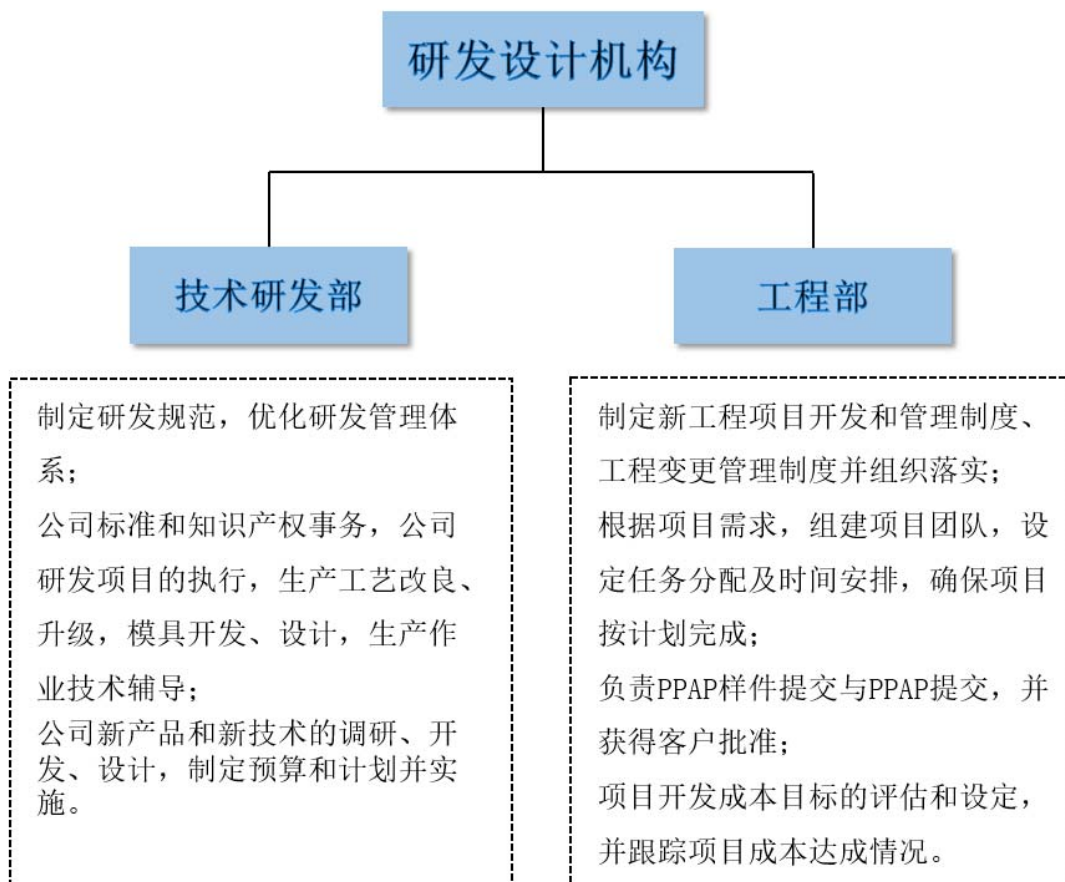 研发设计机构
技术研发部
工程部
制定研发规范，优化研发管理体
系；
公司标准和知识产权事务，公司
研发项目的执行，生产工艺改良、
升级，模具开发、设计，生产作
业技术辅导；
公司新产品和新技术的调研、开
发、设计，制定预算和计划并实
施。
制定新工程项目开发和管理制度、
工程变更管理制度并组织落实；
根据项目需求，组建项目团队，设
定任务分配及时间安排，确保项目
按计划完成；
负责PPAP样件提交与PPAP提交，并
获得客户批准；
项目开发成本目标的评估和设定，
并跟踪项目成本达成情况。